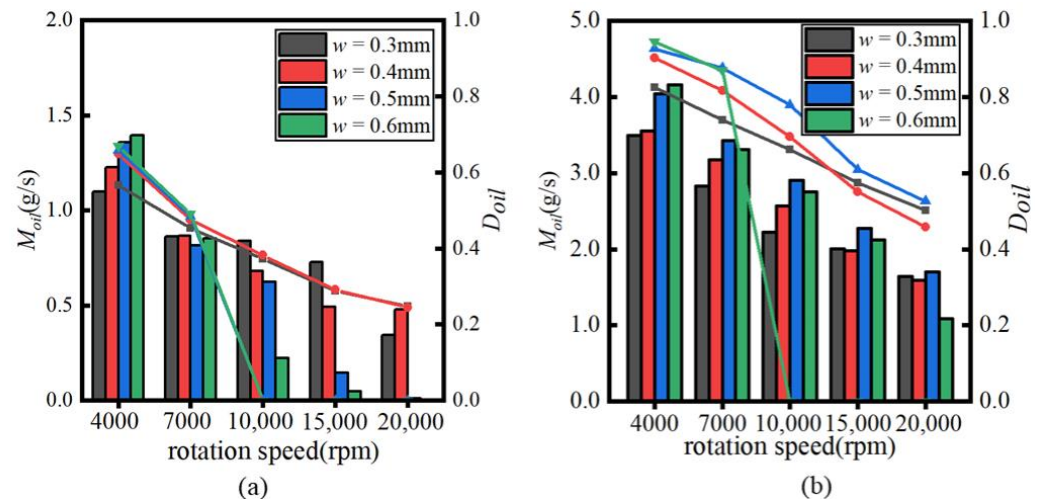 2.0
1.5
1.0
0.5
0.0
M_oil(g/s)
w = 0.3mm
w = 0.4mm
w = 0.5mm
w = 0.6mm
1.0
0.8
0.6
0.4
0.2
0.0
D_oil
4000 7000 10,000 15,000 20,000
rotation speed(rpm)
(a)
5.0
4.0
3.0
2.0
1.0
0.0
M_oil(g/s)
w = 0.3mm
w = 0.4mm
w = 0.5mm
w = 0.6mm
1.0
0.8
0.6
0.4
0.2
0.0
D_oil
4000 7000 10,000 15,000 20,000
rotation speed(rpm)
(b)